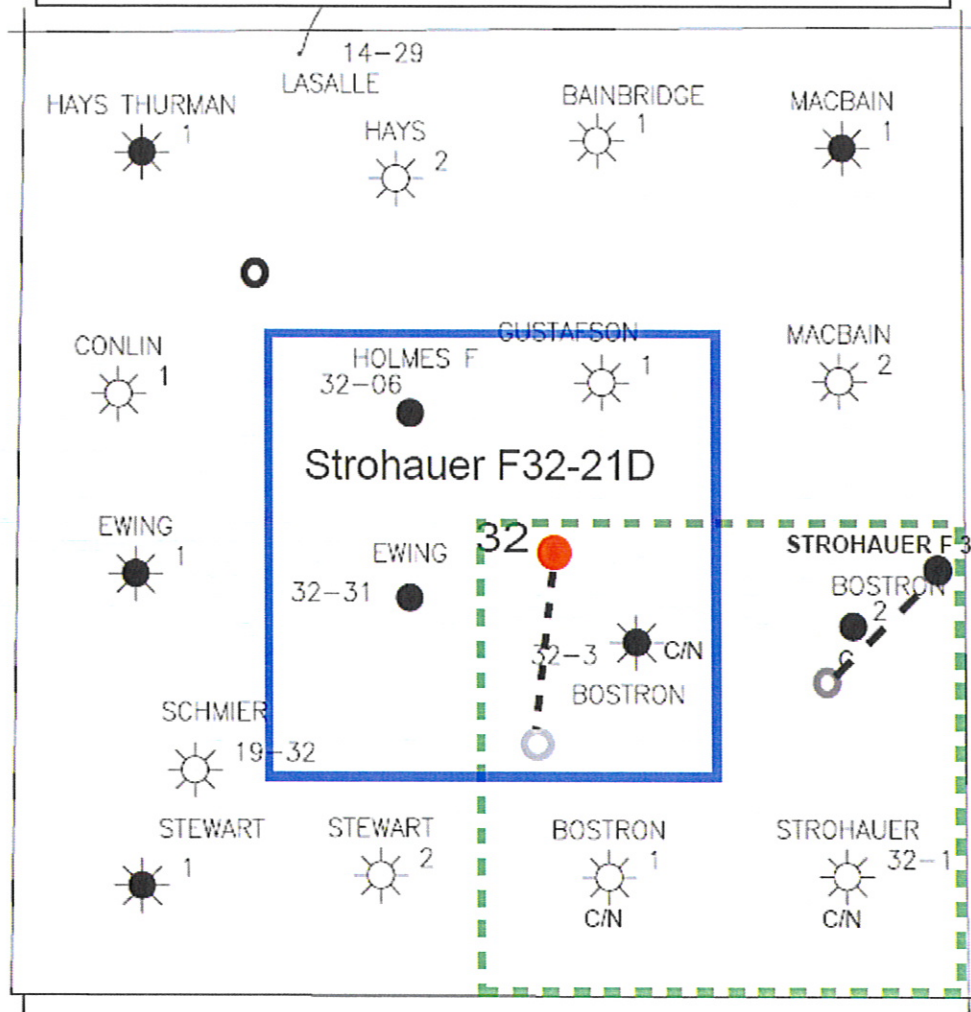 14-29
LASALLE
HAYS THURMAN
1
HAYS
2
BAINBRIDGE
1
MACBAIN
1
CONLIN
1
HOLMES F
32-06
GUSTAFSON
1
MACBAIN
2
Strohauer F32-21D
EWING
1
EWING
32-31
32
STROHAUER F 3
BOSTRON
2
C
32-3
C/N
BOSTRON
SCHMIER
19-32
STEWART
1
STEWART
2
BOSTRON
1
C/N
STROHAUER
32-1
C/N